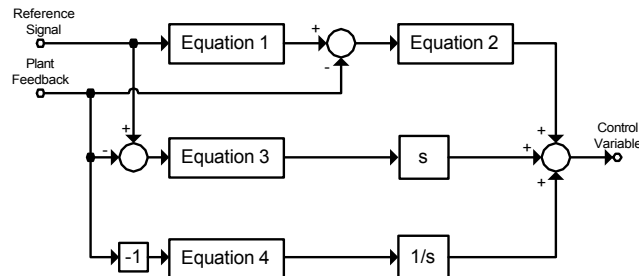 Reference
Signal
Equation 1
+
-
Equation 2
Plant
Feedback
+
-
Equation 3
s
+
+
+
Control
Variable
-1
Equation 4
1/s